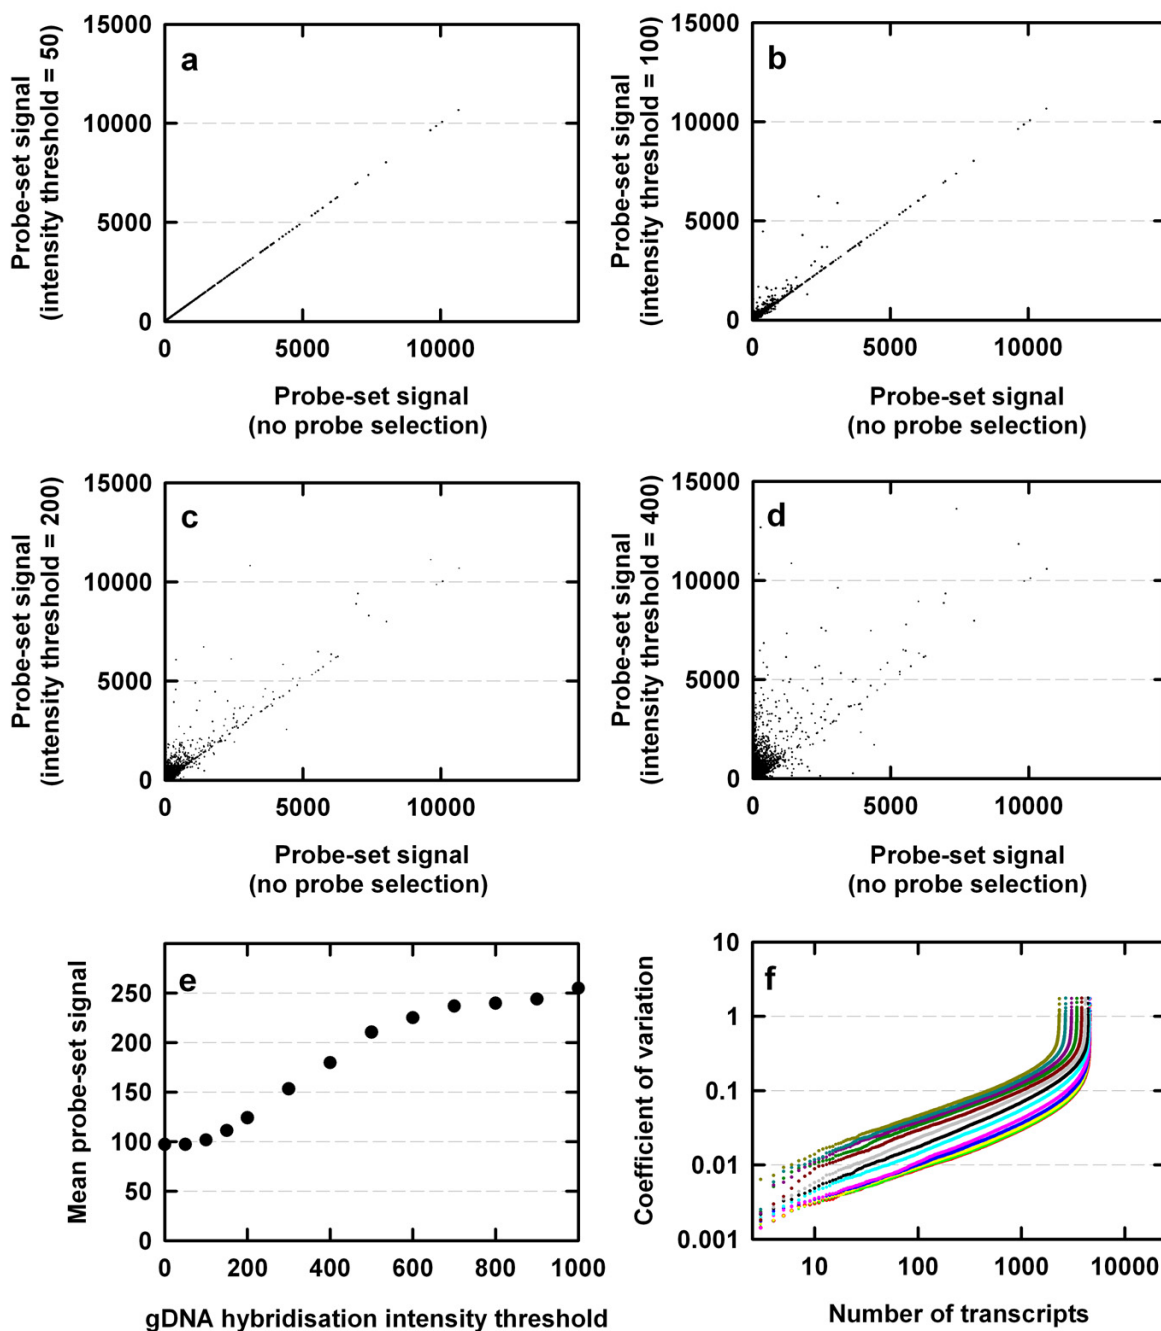 a
Probe-set signal
(intensity threshold = 50)
15000
10000
5000
0
0 5000 10000
Probe-set signal
(no probe selection)
b
Probe-set signal
(intensity threshold = 100)
15000
10000
5000
0
0 5000 10000
Probe-set signal
(no probe selection)
c
Probe-set signal
(intensity threshold = 200)
15000
10000
5000
0
0 5000 10000
Probe-set signal
(no probe selection)
d
Probe-set signal
(intensity threshold = 400)
15000
10000
5000
0
0 5000 10000
Probe-set signal
(no probe selection)
e
Mean probe-set signal
250
200
150
100
50
0
0 200 400 600 800 1000
gDNA hybridisation intensity threshold
f
Coefficient of variation
10
1
0.1
0.01
0.001
10 100 1000 10000
Number of transcripts